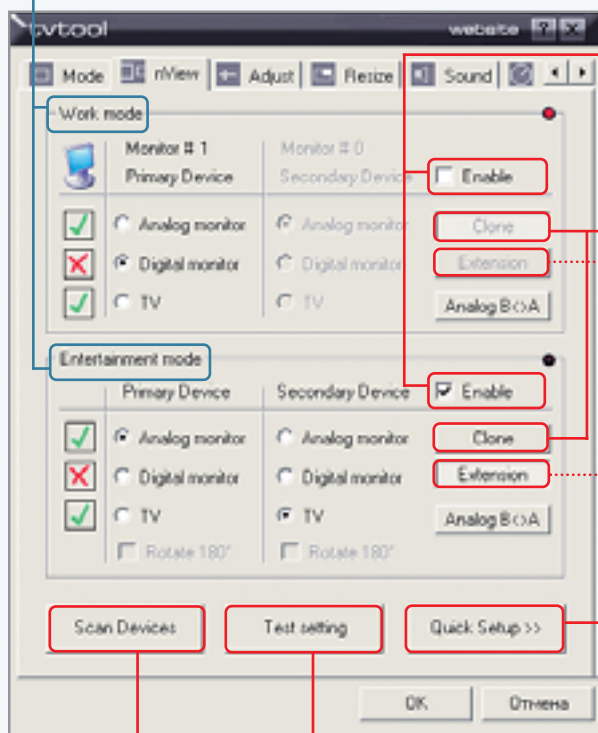 tvtool website ? X
Mode nView Adjust Resize Sound
Work mode
Monitor # 1 Monitor # 0
Primary Device Secondary Device Enable
Analog monitor Analog monitor Clone
Digital monitor Digital monitor Extension
TV TV Analog B<>A
Entertainment mode
Primary Device Secondary Device Enable
Analog monitor Analog monitor Clone
Digital monitor Digital monitor Extension
TV TV Analog B<>A
Rotate 180° Rotate 180°
Scan Devices Test setting Quick Setup >>
OK Отмена